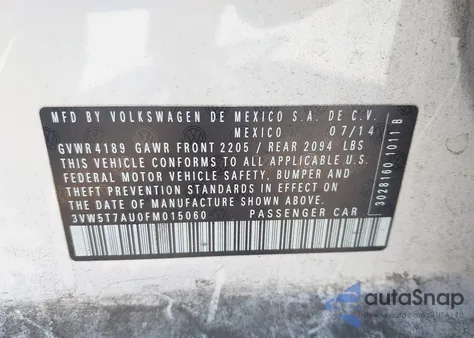 MFD BY VOLKSWAGEN DE MEXICO S.A. DE C.V.
MEXICO 07/14
GVWR 4189 GAWR FRONT 2205 / REAR 2094 LBS
THIS VEHICLE CONFORMS TO ALL APPLICABLE U.S.
FEDERAL MOTOR VEHICLE SAFETY, BUMPER AND
THEFT PREVENTION STANDARDS IN EFFECT ON
THE DATE OF MANUFACTURE SHOWN ABOVE.
3VW5T7AU0FM015060 PASSENGER CAR
3028160 1011 B
autaSnap